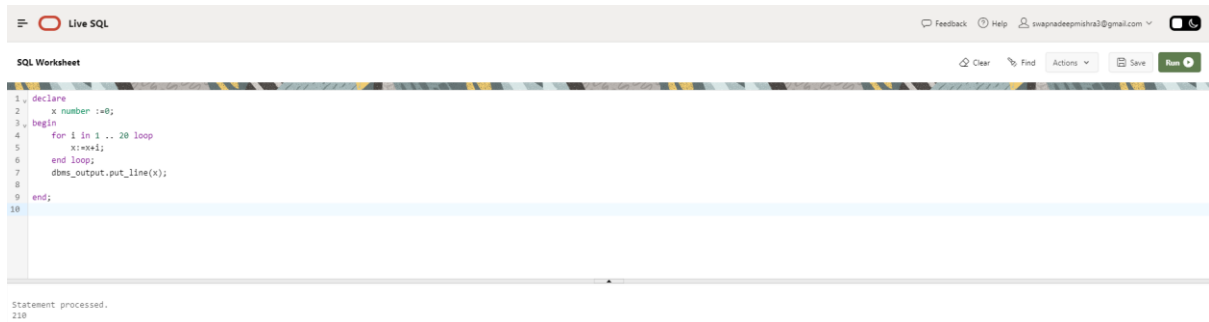 Live SQL
Feedback Help swapnadeepmishra3@gmail.com
SQL Worksheet
Clear Find Actions Save Run
1 declare
2 x number :=0;
3 begin
4 for i in 1 .. 20 loop
5 x:=x+i;
6 end loop;
7 dbms_output.put_line(x);
8
9 end;
10
Statement processed.
210